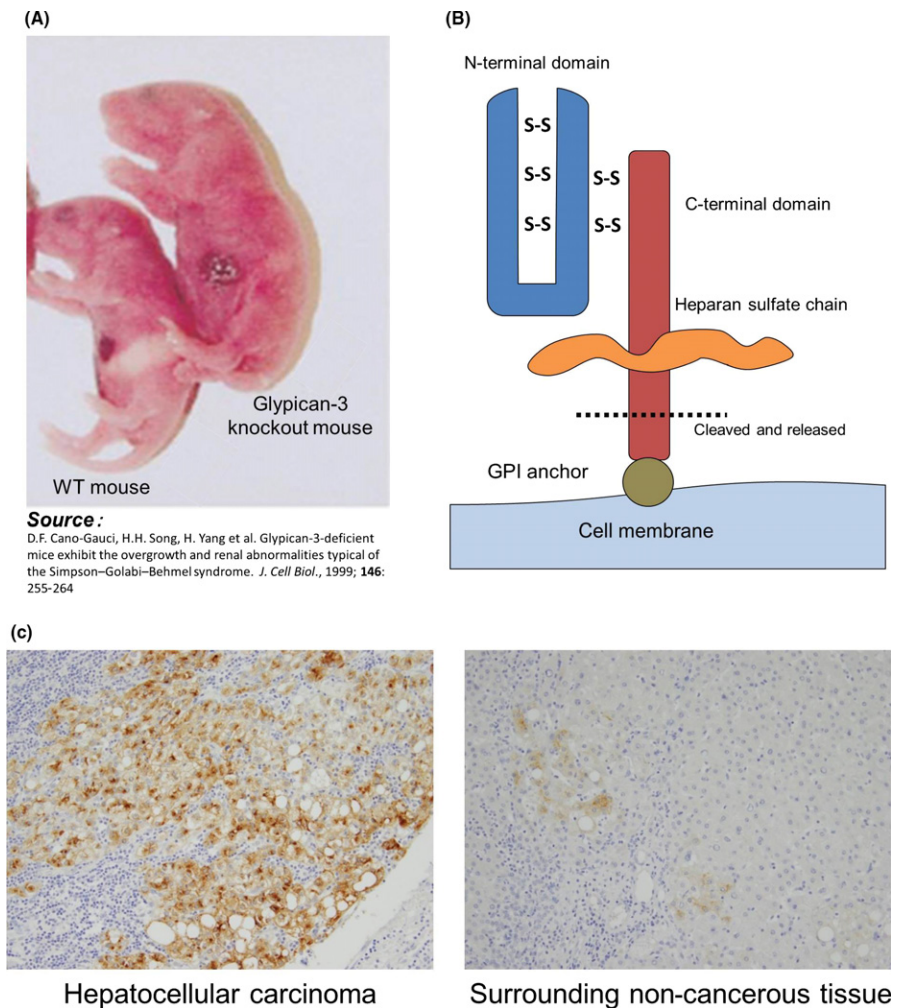 (A)
Glypican-3
knockout mouse
WT mouse
Source:
D.F. Cano-Gauci, H.H. Song, H. Yang et al. Glypican-3-deficient
mice exhibit the overgrowth and renal abnormalities typical of
the Simpson–Golabi–Behmel syndrome. J. Cell Biol., 1999; 146:
255-264
(B)
N-terminal domain
S-S
S-S
S-S
S-S
S-S
C-terminal domain
Heparan sulfate chain
Cleaved and released
GPI anchor
Cell membrane
(c)
Hepatocellular carcinoma
Surrounding non-cancerous tissue